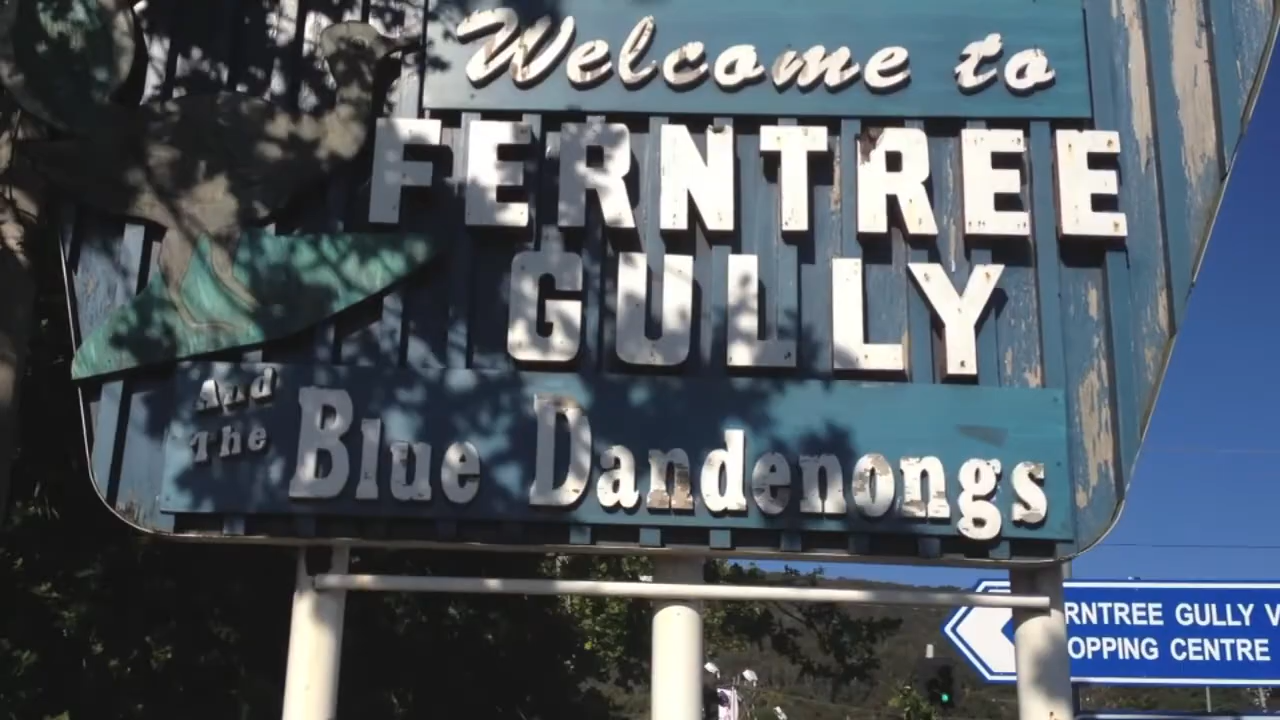 Welcome to
FERNTREE
GULLY
And
The
Blue Dandenongs
RNTREE GULLY V
OPPING CENTRE